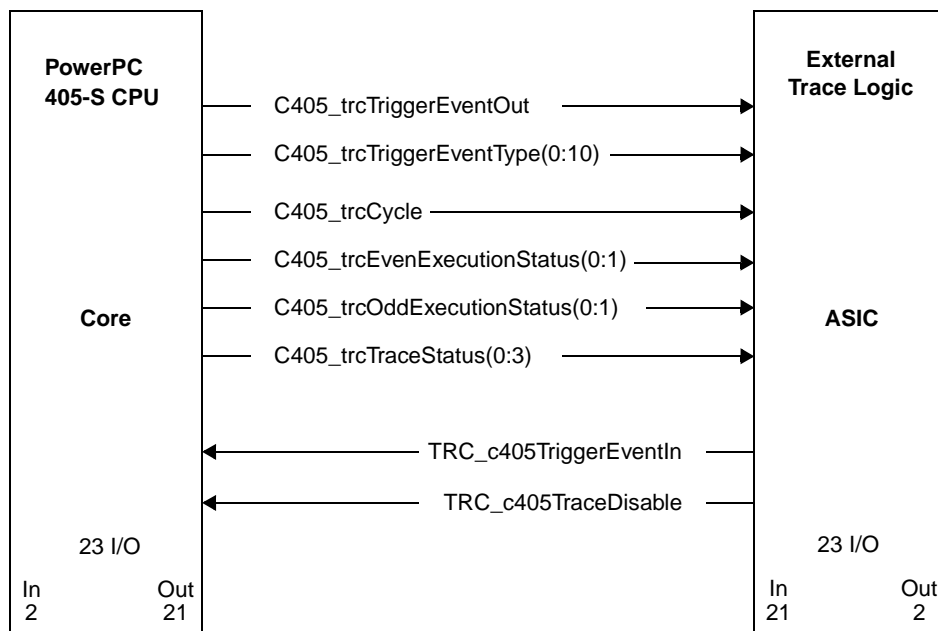 PowerPC
405-S CPU
External
Trace Logic
C405_trcTriggerEventOut
C405_trcTriggerEventType(0:10)
C405_trcCycle
C405_trcEvenExecutionStatus(0:1)
C405_trcOddExecutionStatus(0:1)
Core
ASIC
C405_trcTraceStatus(0:3)
TRC_c405TriggerEventIn
TRC_c405TraceDisable
23 I/O
23 I/O
In
Out
In
Out
2
21
21
2